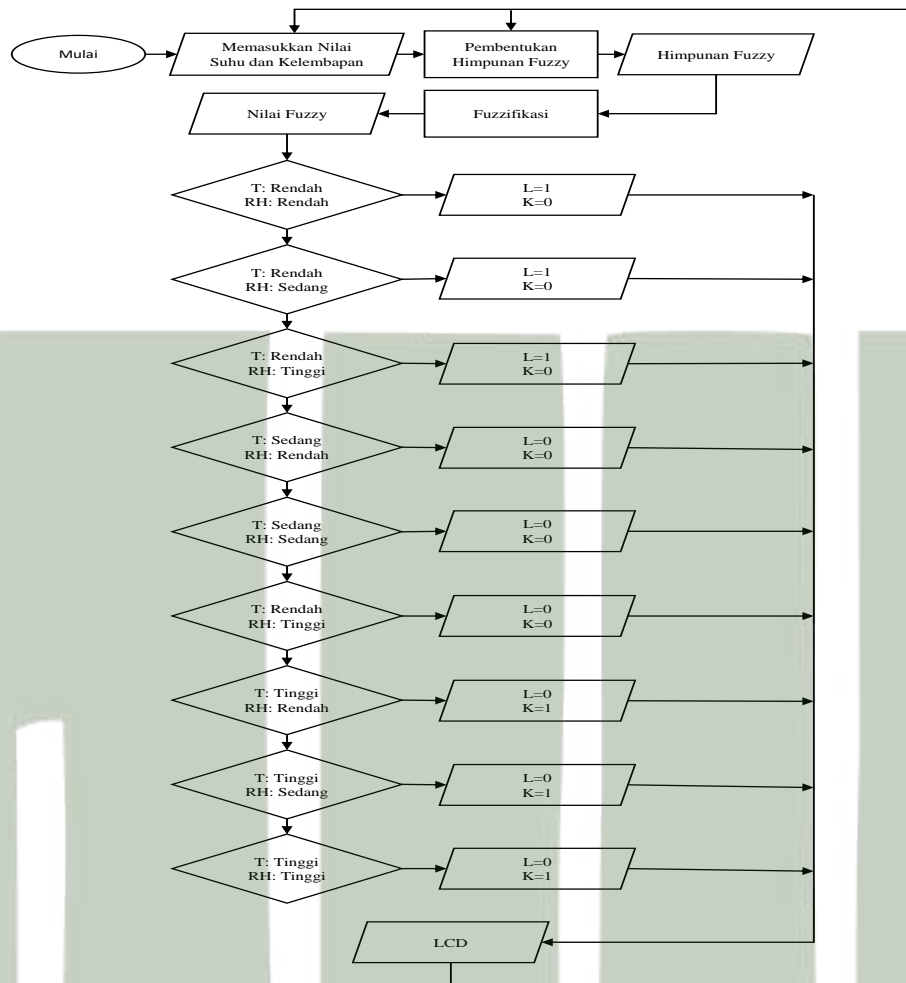 Mulai
Memasukkan Nilai
Suhu dan Kelembapan
Pembentukan
Himpunan Fuzzy
Himpunan Fuzzy
Nilai Fuzzy
Fuzzifikasi
T: Rendah
RH: Rendah
L=1
K=0
T: Rendah
RH: Sedang
L=1
K=0
T: Rendah
RH: Tinggi
L=1
K=0
T: Sedang
RH: Rendah
L=0
K=0
T: Sedang
RH: Sedang
L=0
K=0
T: Rendah
RH: Tinggi
L=0
K=0
T: Tinggi
RH: Rendah
L=0
K=1
T: Tinggi
RH: Sedang
L=0
K=1
T: Tinggi
RH: Tinggi
L=0
K=1
LCD